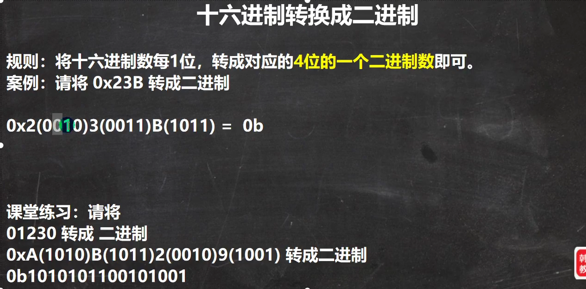 十六进制转换成二进制
规则：将十六进制数每1位，转成对应的4位的一个二进制数即可。
案例：请将 0x23B 转成二进制
0x2(0010)3(0011)B(1011) = 0b
课堂练习：请将
01230 转成 二进制
0xA(1010)B(1011)2(0010)9(1001) 转成二进制
0b1010101100101001